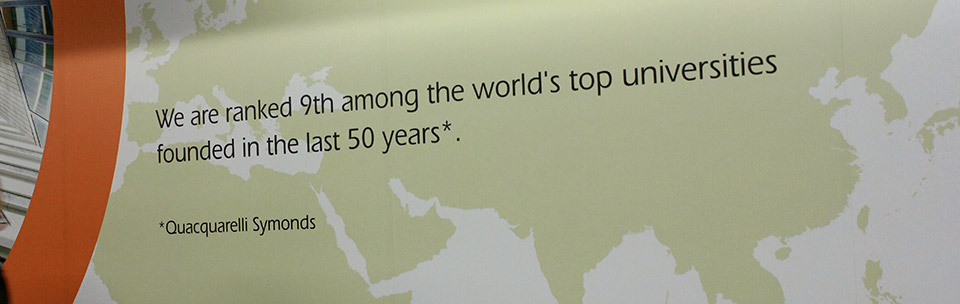 We are ranked 9th among the world's top universities
founded in the last 50 years*.
*Quacquarelli Symonds